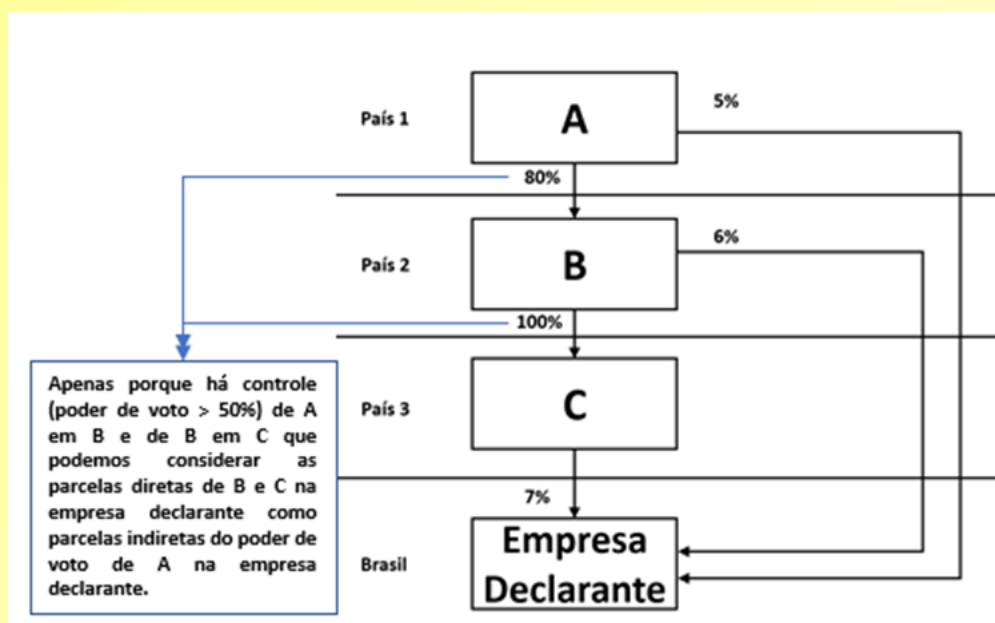 País 1
A
5%
80%
País 2
B
6%
100%
Apenas porque há controle
(poder de voto > 50%) de A
em B e de B em C que
podemos considerar as
parcelas diretas de B e C na
empresa declarante como
parcelas indiretas do poder de
voto de A na empresa
declarante.
País 3
C
7%
Brasil
Empresa
Declarante